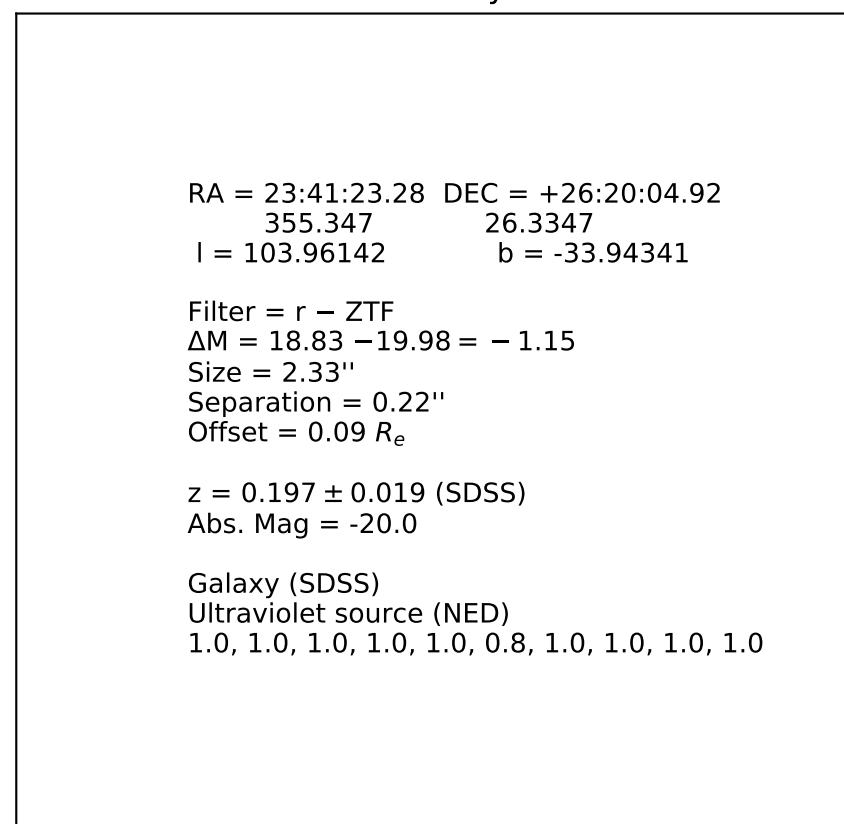 RA = 23:41:23.28 DEC = +26:20:04.92
355.347 26.3347
l = 103.96142 b = -33.94341
Filter = r − ZTF
ΔM = 18.83 −19.98 = − 1.15
Size = 2.33''
Separation = 0.22''
Offset = 0.09 Rₑ
z = 0.197 ± 0.019 (SDSS)
Abs. Mag = -20.0
Galaxy (SDSS)
Ultraviolet source (NED)
1.0, 1.0, 1.0, 1.0, 1.0, 0.8, 1.0, 1.0, 1.0, 1.0